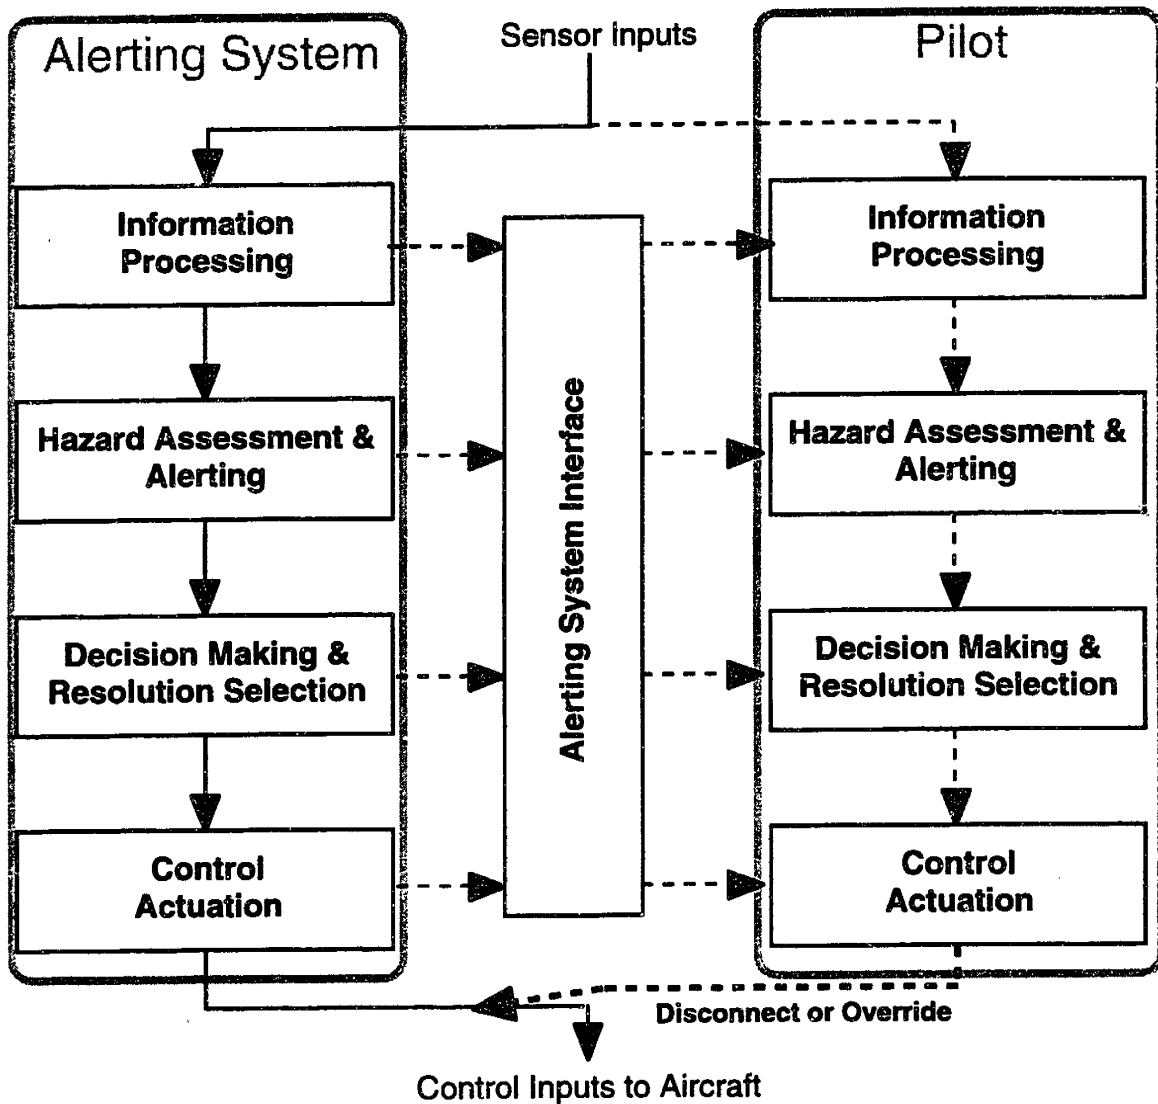 Alerting System
Sensor Inputs
Pilot
Information
Processing
Information
Processing
Hazard Assessment &
Alerting
Hazard Assessment &
Alerting
Alerting System Interface
Decision Making &
Resolution Selection
Decision Making &
Resolution Selection
Control
Actuation
Control
Actuation
Disconnect or Override
Control Inputs to Aircraft